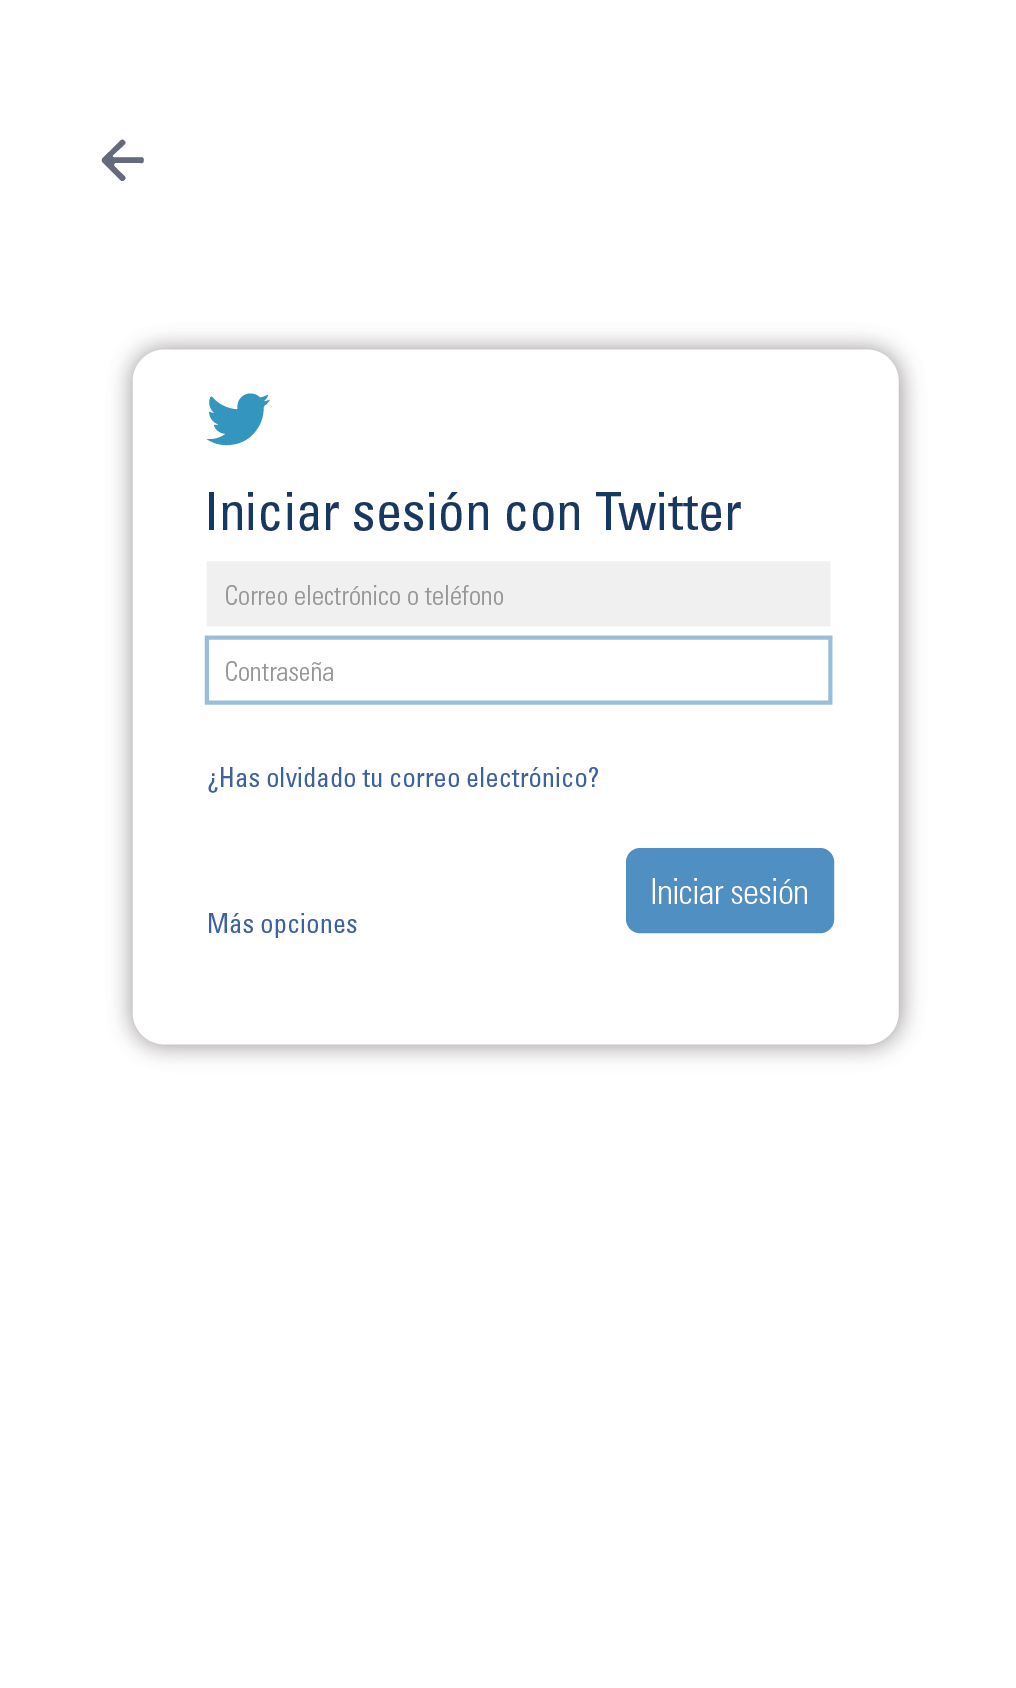 Iniciar sesión con Twitter
Correo electrónico o teléfono
Contraseña
¿Has olvidado tu correo electrónico?
Iniciar sesión
Más opciones